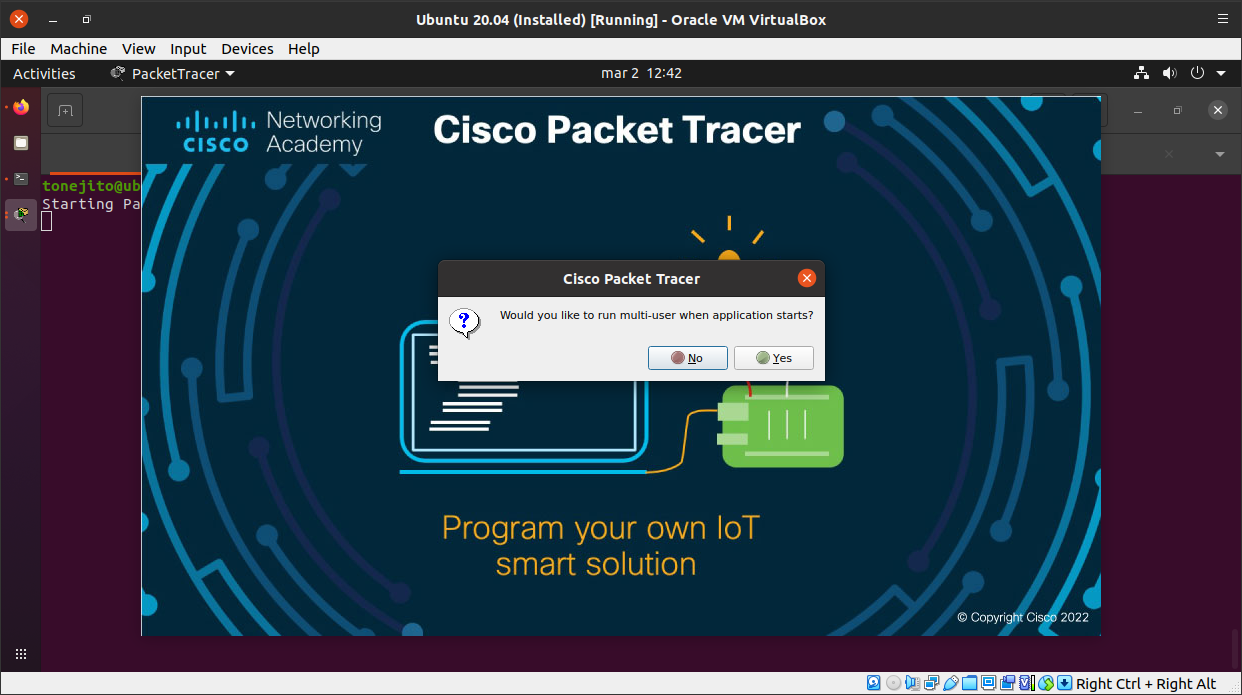 Ubuntu 20.04 (Installed) [Running] - Oracle VM VirtualBox
File Machine View Input Devices Help
Activities PacketTracer mar 2 12:42
CISCO Networking Academy
Cisco Packet Tracer
tonejito@ub
Starting Pa
Cisco Packet Tracer
Would you like to run multi-user when application starts?
No Yes
Program your own IoT
smart solution
© Copyright Cisco 2022
Right Ctrl + Right Alt